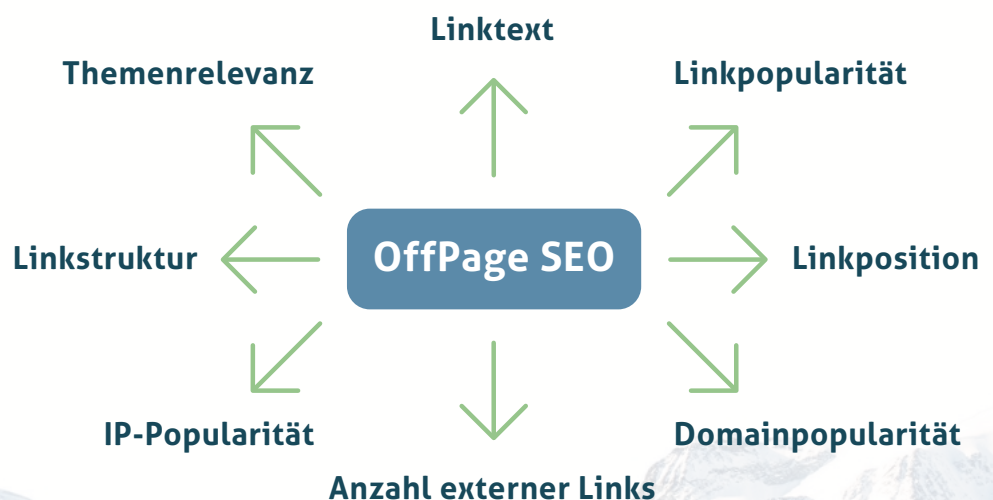 Linktext
Themenrelevanz
Linkpopularität
Linkstruktur
OffPage SEO
Linkposition
IP-Popularität
Domainpopularität
Anzahl externer Links